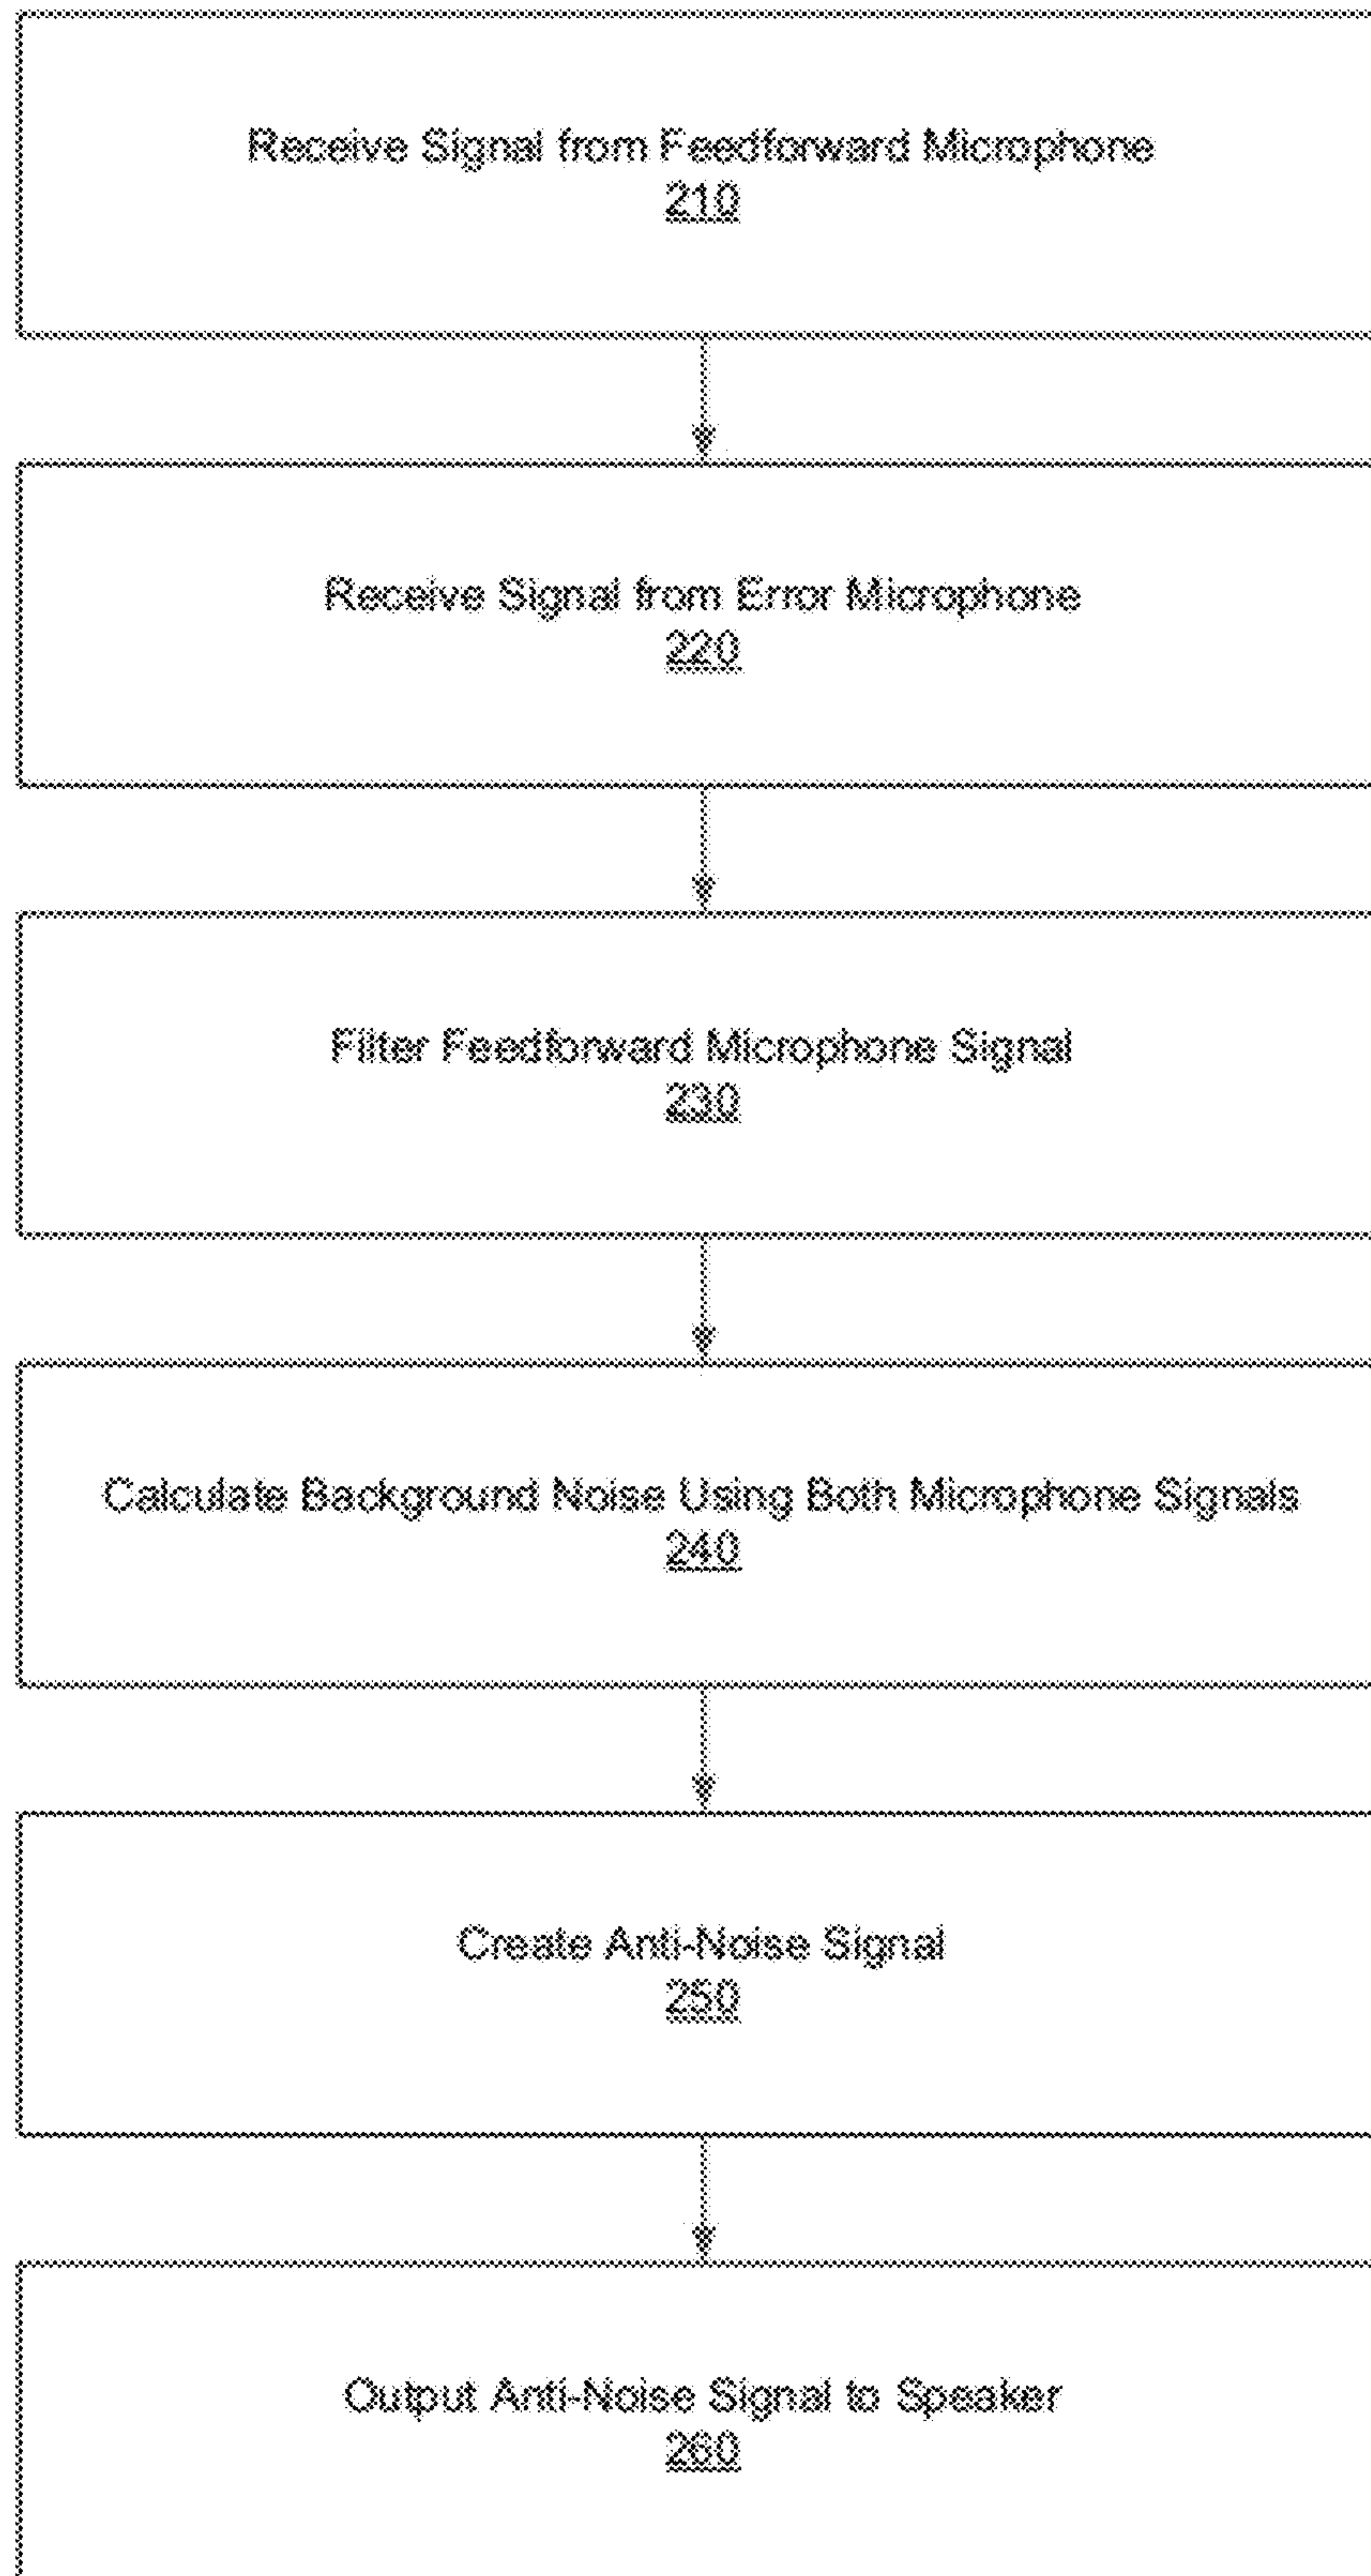 Receive Signal from Feedforward Microphone
210
Receive Signal from Error Microphone
220
Filter Feedforward Microphone Signal
230
Calculate Background Noise Using Both Microphone Signals
240
Create Anti-Noise Signal
250
Output Anti-Noise Signal to Speaker
260